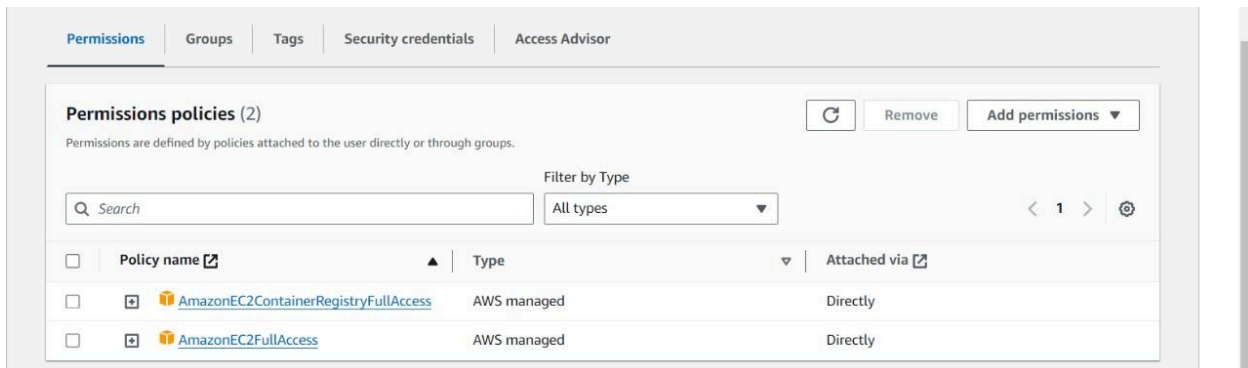 Permissions Groups Tags Security credentials Access Advisor
Permissions policies (2) Remove Add permissions
Permissions are defined by policies attached to the user directly or through groups.
Filter by Type
Search All types 1
Policy name Type Attached via
AmazonEC2ContainerRegistryFullAccess AWS managed Directly
AmazonEC2FullAccess AWS managed Directly